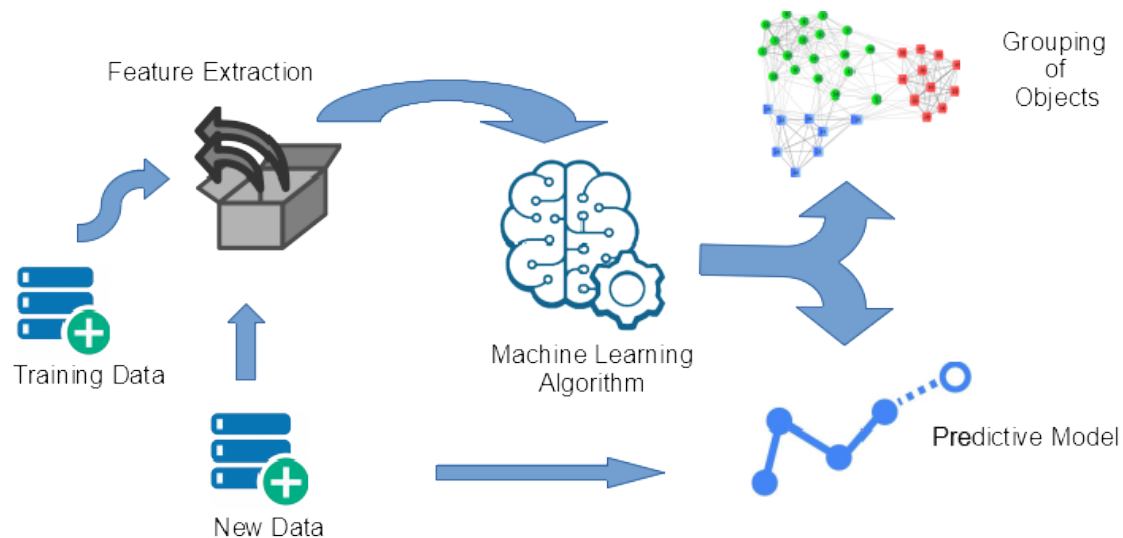 Feature Extraction
Grouping
of
Objects
Training Data
Machine Learning
Algorithm
Predictive Model
New Data